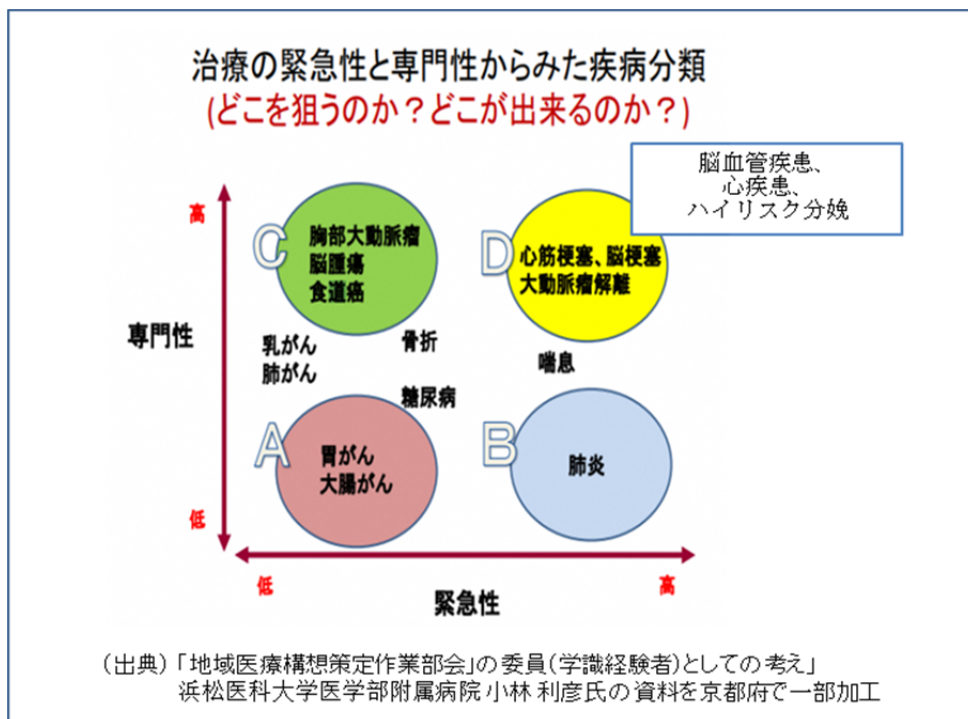 治療の緊急性と専門性からみた疾病分類
(どこを狙うのか？どこが出来るのか？)
脳血管疾患、
心疾患、
ハイリスク分娩
高
C
胸部大動脈瘤
脳腫瘍
食道癌
D
心筋梗塞、脳梗塞
大動脈瘤解離
専門性
乳がん
肺がん
骨折
喘息
糖尿病
A
胃がん
大腸がん
B
肺炎
低
低
高
緊急性
（出典）「地域医療構想策定作業部会」の委員（学識経験者）としての考え」
浜松医科大学医学部附属病院 小林 利彦氏の資料を京都府で一部加工